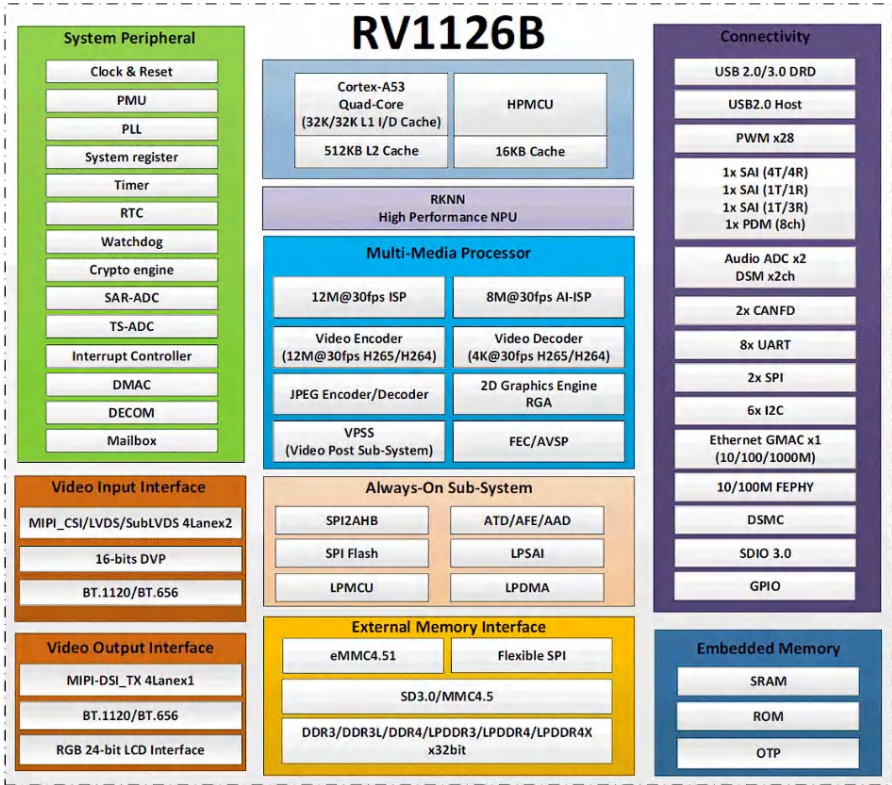 RV1126B
System Peripheral
Clock & Reset
PMU
PLL
System register
Timer
RTC
Watchdog
Crypto engine
SAR-ADC
TS-ADC
Interrupt Controller
DMAC
DECOM
Mailbox
Video Input Interface
MIPI_CSI/LVDS/SubLVDS 4Lanex2
16-bits DVP
BT.1120/BT.656
Video Output Interface
MIPI-DSI_TX 4Lanex1
BT.1120/BT.656
RGB 24-bit LCD Interface
Cortex-A53
Quad-Core
(32K/32K L1 I/D Cache)
512KB L2 Cache
HPMCU
16KB Cache
RKNN
High Performance NPU
Multi-Media Processor
12M@30fps ISP
8M@30fps AI-ISP
Video Encoder
(12M@30fps H265/H264)
Video Decoder
(4K@30fps H265/H264)
JPEG Encoder/Decoder
2D Graphics Engine
RGA
VPSS
(Video Post Sub-System)
FEC/AVSP
Always-On Sub-System
SPI2AHB
ATD/AFE/AAD
SPI Flash
LPSAI
LPMCU
LPDMA
External Memory Interface
eMMC4.51
Flexible SPI
SD3.0/MMC4.5
DDR3/DDR3L/DDR4/LPDDR3/LPDDR4/LPDDR4X
x32bit
Connectivity
USB 2.0/3.0 DRD
USB2.0 Host
PWM x28
1x SAI (4T/4R)
1x SAI (1T/1R)
1x SAI (1T/3R)
1x PDM (8ch)
Audio ADC x2
DSM x2ch
2x CANFD
8x UART
2x SPI
6x I2C
Ethernet GMAC x1
(10/100/1000M)
10/100M FEPHY
DSMC
SDIO 3.0
GPIO
Embedded Memory
SRAM
ROM
OTP